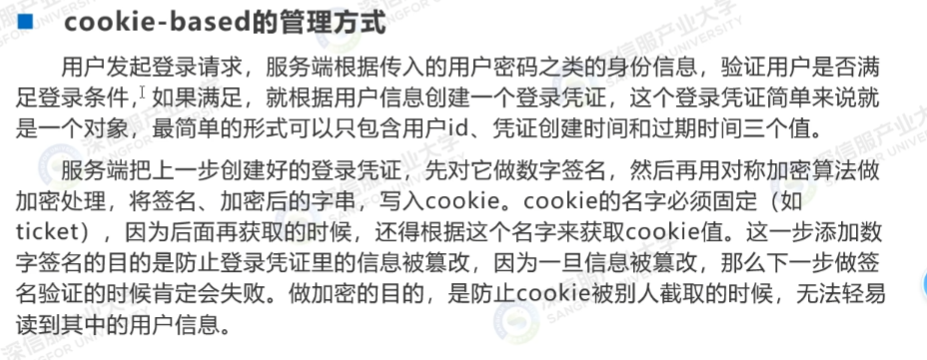 cookie-based的管理方式
用户发起登录请求，服务端根据传入的用户密码之类的身份信息，验证用户是否满
足登录条件，如果满足，就根据用户信息创建一个登录凭证，这个登录凭证简单来说就
是一个对象，最简单的形式可以只包含用户id、凭证创建时间和过期时间三个值。
服务端把上一步创建好的登录凭证，先对它做数字签名，然后再用对称加密算法做
加密处理，将签名、加密后的字串，写入cookie。cookie的名字必须固定（如
ticket），因为后面再获取的时候，还得根据这个名字来获取cookie值。这一步添加数
字签名的目的是防止登录凭证里的信息被篡改，因为一旦信息被篡改，那么下一步做签
名验证的时候肯定会失败。做加密的目的，是防止cookie被别人截取的时候，无法轻易
读到其中的用户信息。
深信服产业大学
SANGFOR UNIVERSITY